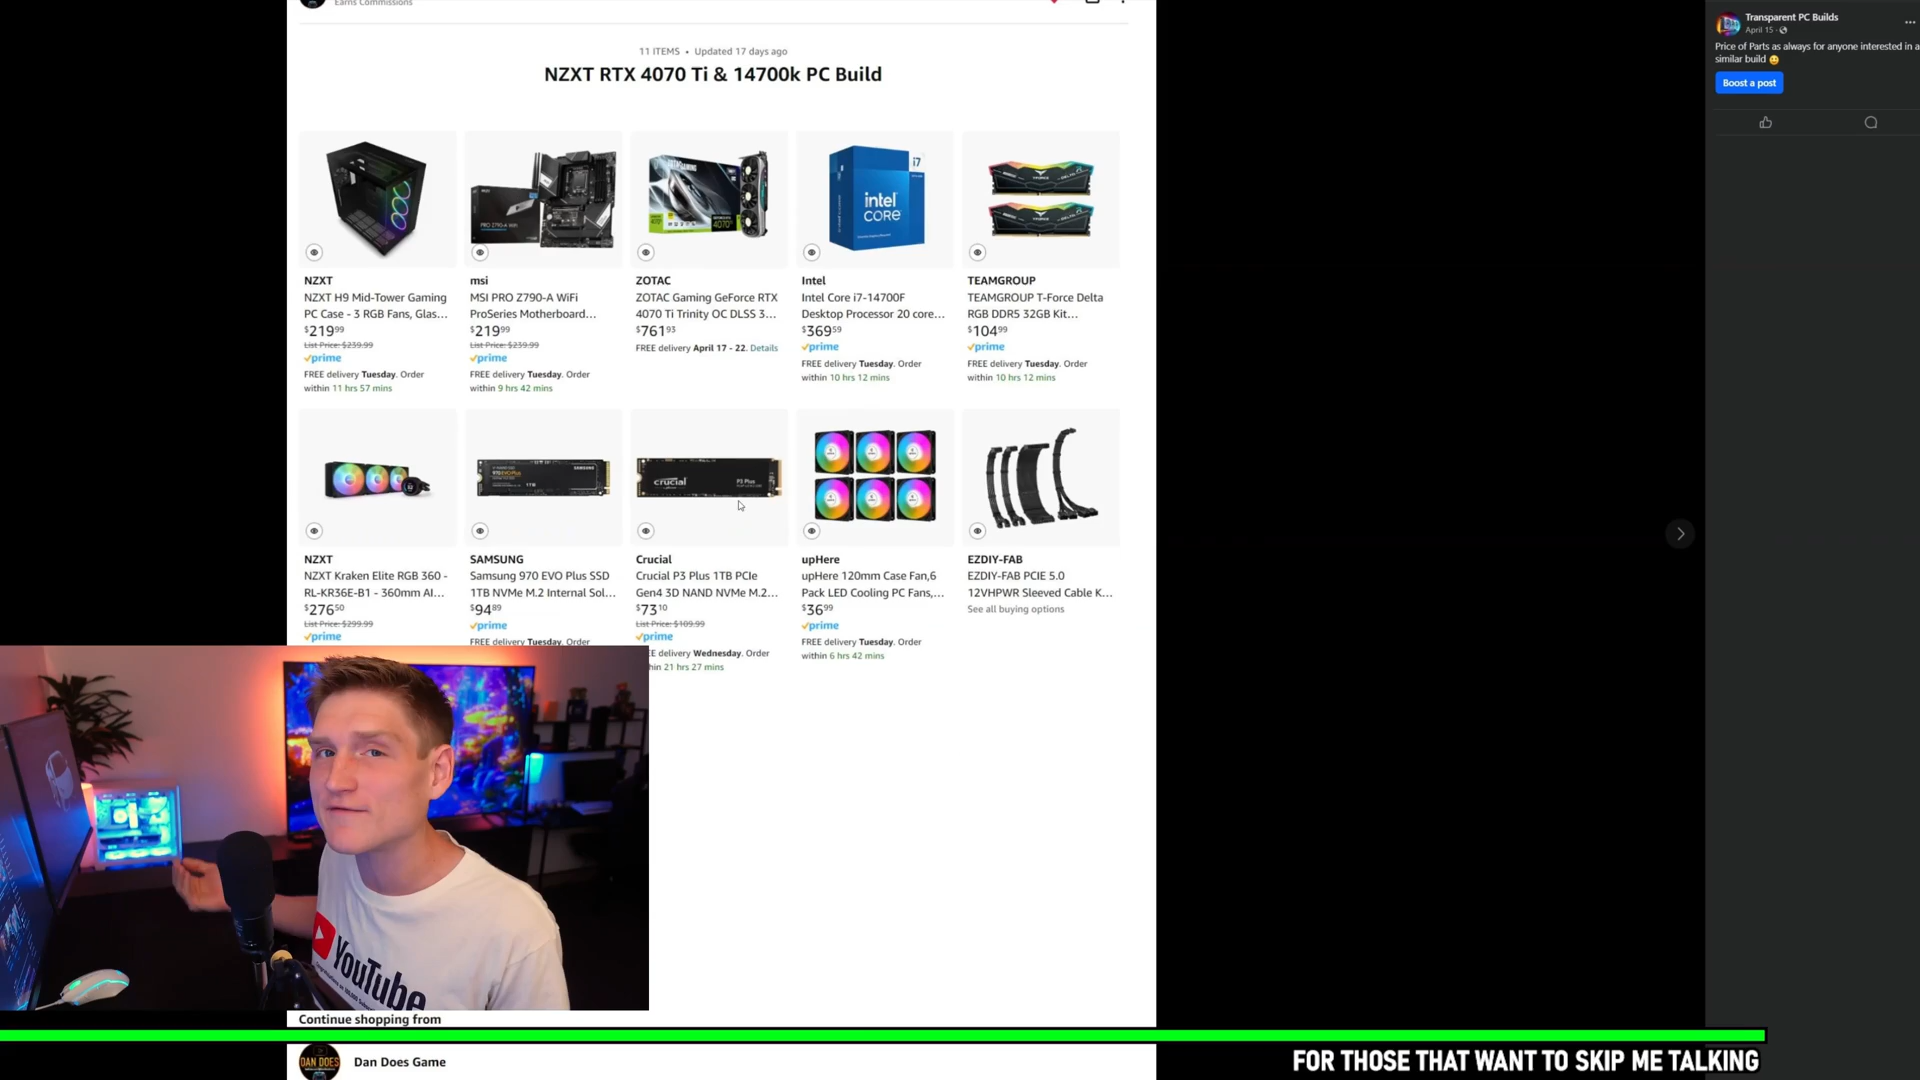 Earns Commissions
11 ITEMS • Updated 17 days ago
NZXT RTX 4070 Ti & 14700k PC Build
NZXT
NZXT H9 Mid-Tower Gaming
PC Case - 3 RGB Fans, Glas...
$219.99
List Price: $239.99
prime
FREE delivery Tuesday. Order
within 11 hrs 57 mins
msi
MSI PRO Z790-A WiFi
ProSeries Motherboard...
$219.99
List Price: $239.99
prime
FREE delivery Tuesday. Order
within 9 hrs 42 mins
ZOTAC
ZOTAC Gaming GeForce RTX
4070 Ti Trinity OC DLSS 3...
$761.93
FREE delivery April 17 - 22. Details
i7
intel
CORE
Intel
Intel Core i7-14700F
Desktop Processor 20 core...
$369.59
prime
FREE delivery Tuesday. Order
within 10 hrs 12 mins
TEAMGROUP
TEAMGROUP T-Force Delta
RGB DDR5 32GB Kit...
$104.99
prime
FREE delivery Tuesday. Order
within 10 hrs 12 mins
NZXT
NZXT Kraken Elite RGB 360 -
RL-KR36E-B1 - 360mm AI...
$276.50
List Price: $299.99
prime
SAMSUNG
SAMSUNG
Samsung 970 EVO Plus SSD
1TB NVMe M.2 Internal Sol...
$94.89
prime
FREE delivery Tuesday. Order
crucial
P3 Plus
Crucial
Crucial P3 Plus 1TB PCIe
Gen4 3D NAND NVMe M.2...
$73.10
List Price: $109.99
prime
EE delivery Wednesday. Order
hin 21 hrs 27 mins
upHere
upHere 120mm Case Fan,6
Pack LED Cooling PC Fans,...
$36.99
prime
FREE delivery Tuesday. Order
within 6 hrs 42 mins
EZDIY-FAB
EZDIY-FAB PCIE 5.0
12VHPWR Sleeved Cable K...
See all buying options
YouTube
Continue shopping from
DAN DOES
Dan Does Game
Transparent PC Builds
April 15 ·
Price of Parts as always for anyone interested in a
similar build
Boost a post
FOR THOSE THAT WANT TO SKIP ME TALKING